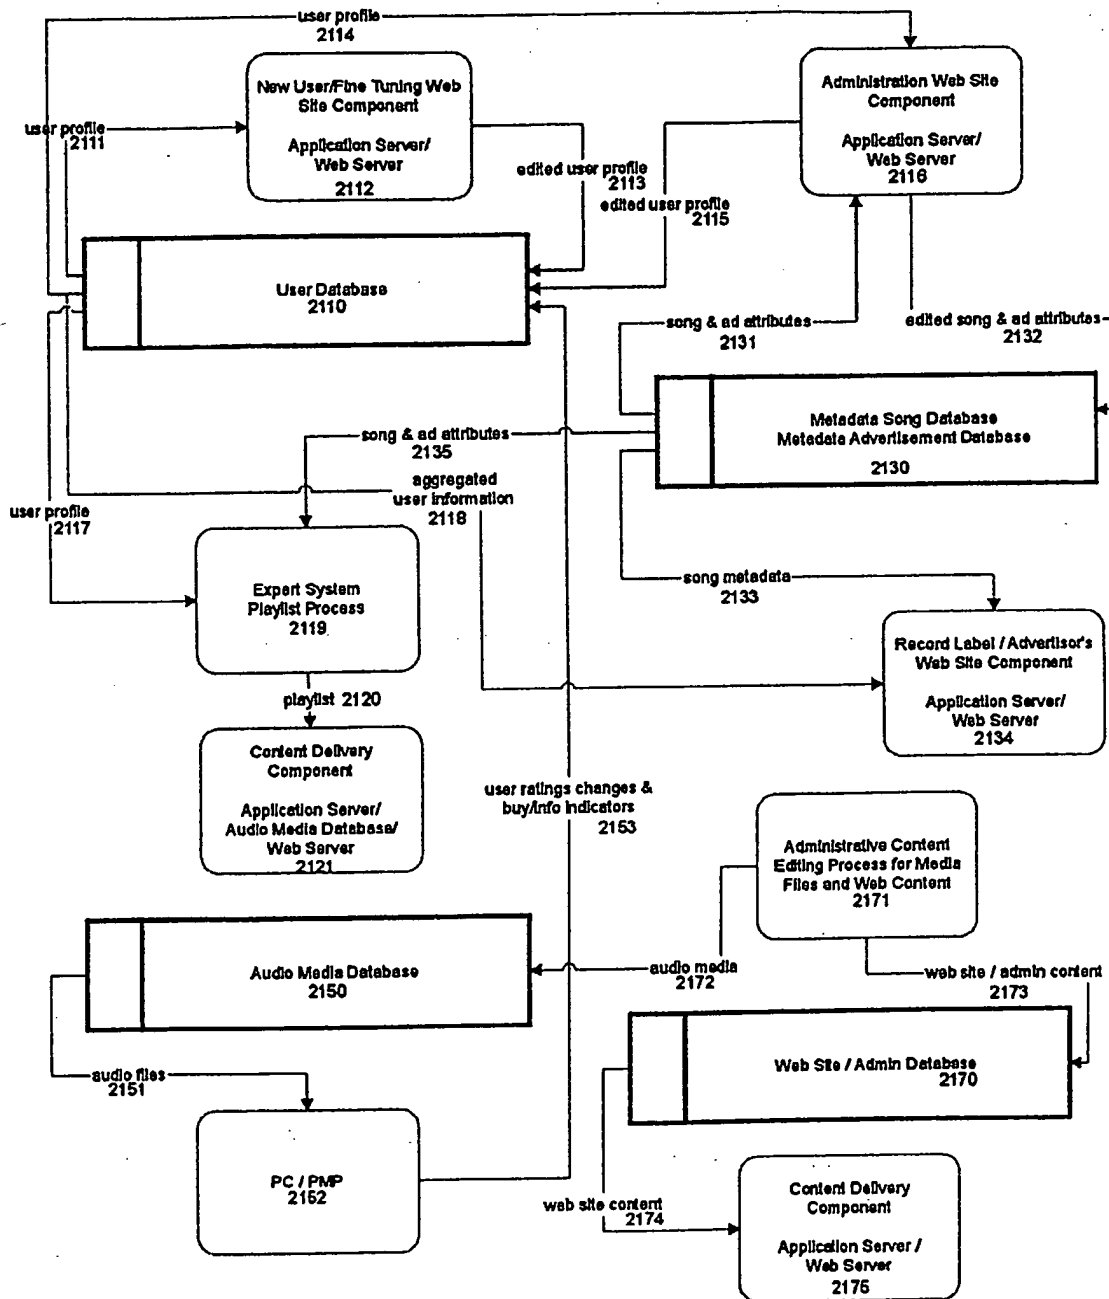 user profile
2114
New User/Fine Tuning Web
Site Component
Application Server/
Web Server
2112
Administration Web Site
Component
Application Server/
Web Server
2116
user profile
2111
edited user profile
2113
edited user profile
2115
User Database
2110
song & ad attributes
2131
edited song & ad attributes
2132
Metadata Song Database
Metadata Advertisement Database
2130
song & ad attributes
2135
aggregated
user information
2118
user profile
2117
Expert System
Playlist Process
2119
song metadata
2133
Record Label / Advertisor's
Web Site Component
Application Server/
Web Server
2134
playlist 2120
Content Delivery
Component
Application Server/
Audio Media Database/
Web Server
2121
user ratings changes &
buy/info indicators
2153
Administrative Content
Editing Process for Media
Files and Web Content
2171
Audio Media Database
2150
audio media
2172
web site / admin content
2173
Web Site / Admin Database
2170
audio files
2151
PC / PMP
2152
web site content
2174
Content Delivery
Component
Application Server /
Web Server
2175